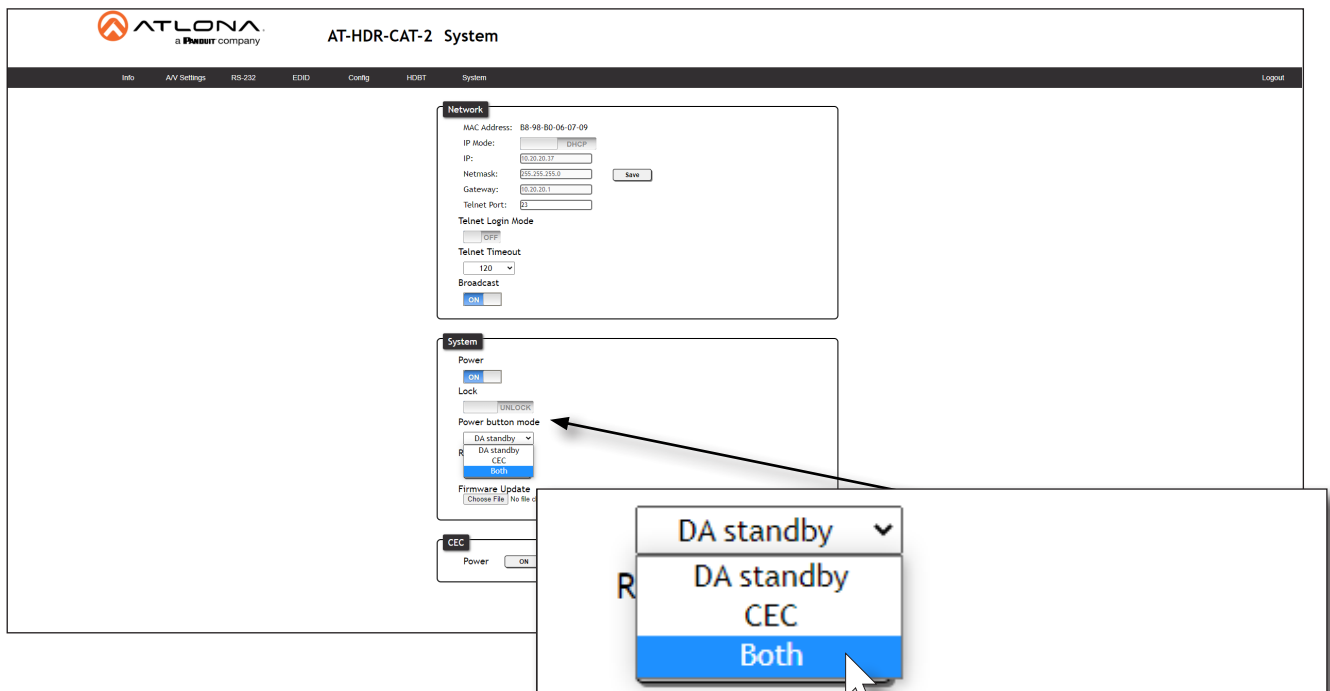 ATLONA.
a PANDUIT company
AT-HDR-CAT-2 System
Info A/V Settings RS-232 EDID Config HDBT System Logout
Network
MAC Address: B8-98-B0-06-07-09
IP Mode: DHCP
IP: 10.20.20.37
Netmask: 255.255.255.0 Save
Gateway: 10.20.20.1
Telnet Port: 23
Telnet Login Mode
OFF
Telnet Timeout
120
Broadcast
ON
System
Power
ON
Lock
UNLOCK
Power button mode
DA standby
R DA standby
CEC
Both
Firmware Update
Choose File No file
CEC
Power ON
DA standby
R DA standby
CEC
Both